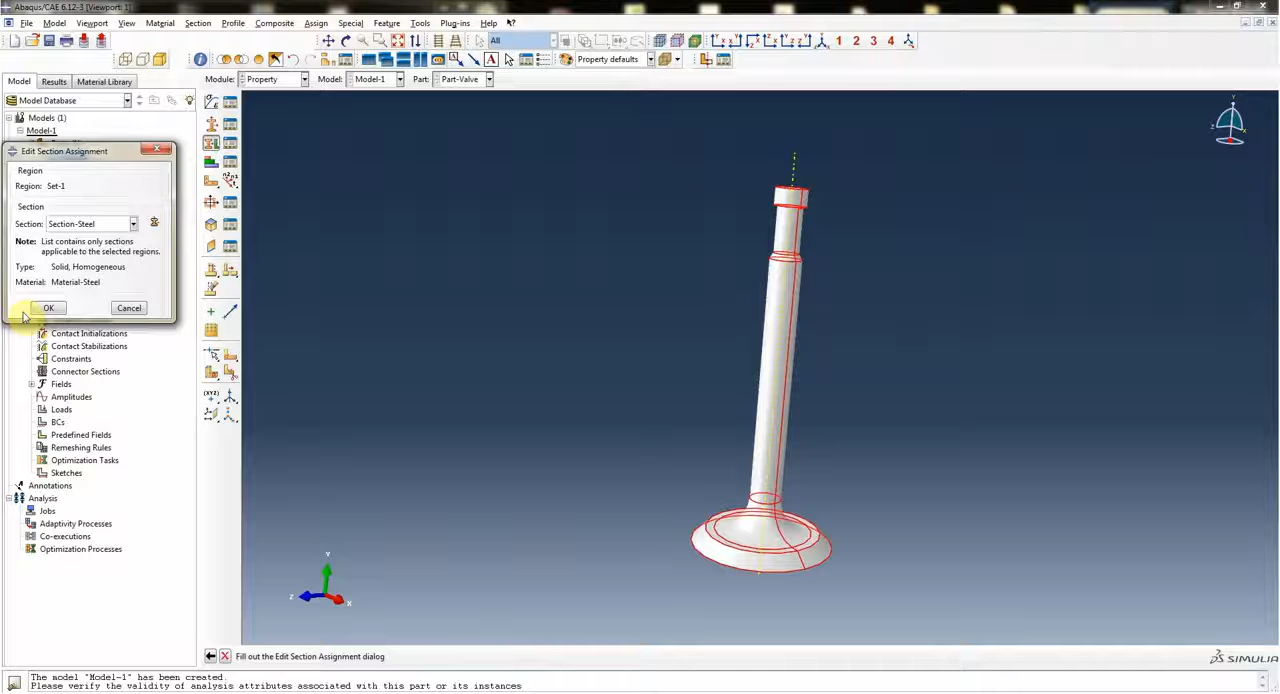 Abaqus/CAE 6.12-3 [Viewport: 1]
File Model Viewport View Material Section Profile Composite Assign Special Feature Tools Plug-ins Help
All 1 2 3 4
Property defaults
Model Results Material Library
Module: Property Model: Model-1 Part: Part-Valve
Model Database
Models (1)
Model-1
Edit Section Assignment
Region
Region: Set-1
Section
Section: Section-Steel
Note: List contains only sections
applicable to the selected regions.
Type: Solid, Homogeneous
Material: Material-Steel
OK Cancel
Contact Initializations
Contact Stabilizations
Constraints
Connector Sections
Fields
Amplitudes
Loads
BCs
Predefined Fields
Remeshing Rules
Optimization Tasks
Sketches
Annotations
Analysis
Jobs
Adaptivity Processes
Co-executions
Optimization Processes
Y
Z
X
Fill out the Edit Section Assignment dialog
SIMULIA
The model "Model-1" has been created.
Please verify the validity of analysis attributes associated with this part or its instances